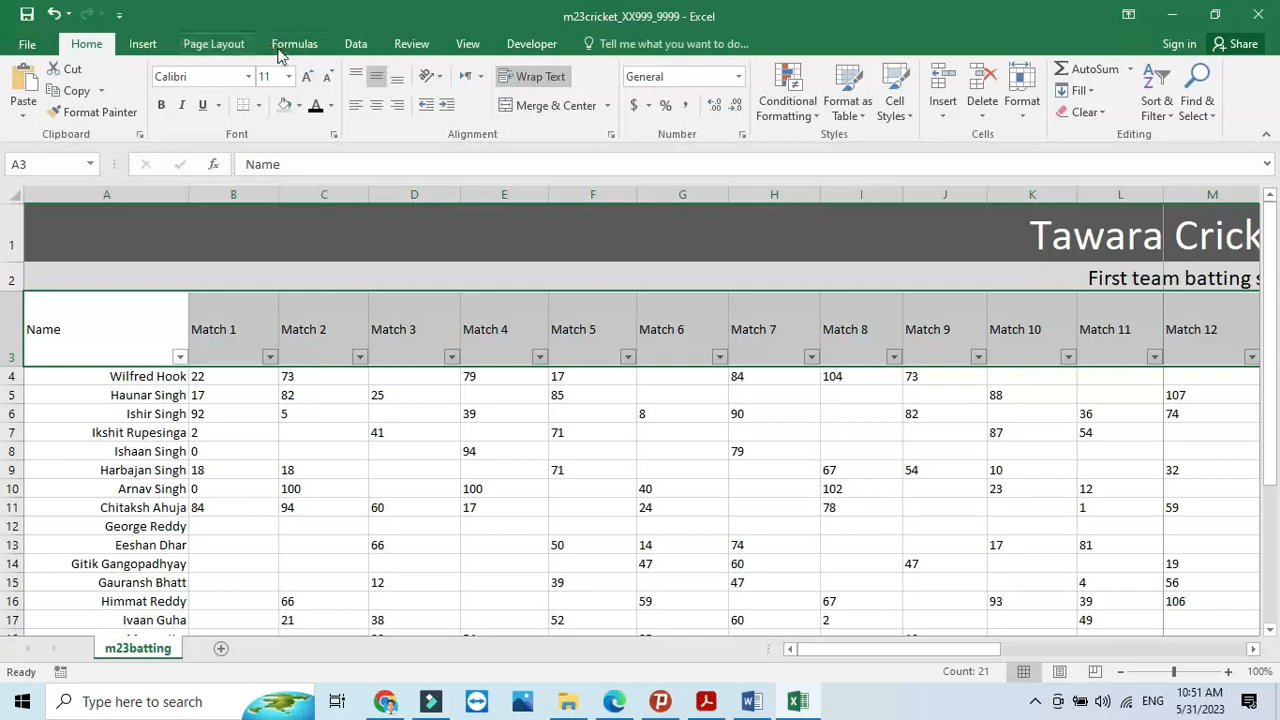 m23cricket_XX999_9999 - Excel
File Home Insert Page Layout Formulas Data Review View Developer Tell me what you want to do... Sign in Share
Paste Cut Copy Format Painter Clipboard
Calibri 11 A A B I U A Font
Wrap Text Merge & Center Alignment
General $ % , Number
Conditional Formatting Format as Table Cell Styles Styles
Insert Delete Format Cells
AutoSum Fill Clear Sort & Filter Find & Select Editing
A3 fx Name
A B C D E F G H I J K L M
1 Tawara Crick
2 First team batting s
3 Name Match 1 Match 2 Match 3 Match 4 Match 5 Match 6 Match 7 Match 8 Match 9 Match 10 Match 11 Match 12
4 Wilfred Hook 22 73 79 17 84 104 73
5 Haunar Singh 17 82 25 85 88 107
6 Ishir Singh 92 5 39 8 90 82 36 74
7 Ikshit Rupesinga 2 41 71 87 54
8 Ishaan Singh 0 94 79
9 Harbajan Singh 18 18 71 67 54 10 32
10 Arnav Singh 0 100 100 40 102 23 12
11 Chitaksh Ahuja 84 94 60 17 24 78 1 59
12 George Reddy
13 Eeshan Dhar 66 50 14 74 17 81
14 Gitik Gangopadhyay 47 60 47 19
15 Gauransh Bhatt 12 39 47 4 56
16 Himmat Reddy 66 59 67 93 39 106
17 Ivaan Guha 21 38 52 60 2 49
m23batting
Ready Count: 21 100%
Type here to search ENG 10:51 AM
5/31/2023